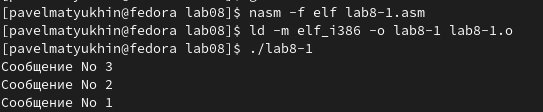 [pavelmatyukhin@fedora lab08]$ nasm -f elf lab8-1.asm
[pavelmatyukhin@fedora lab08]$ ld -m elf_i386 -o lab8-1 lab8-1.o
[pavelmatyukhin@fedora lab08]$ ./lab8-1
Сообщение No 3
Сообщение No 2
Сообщение No 1